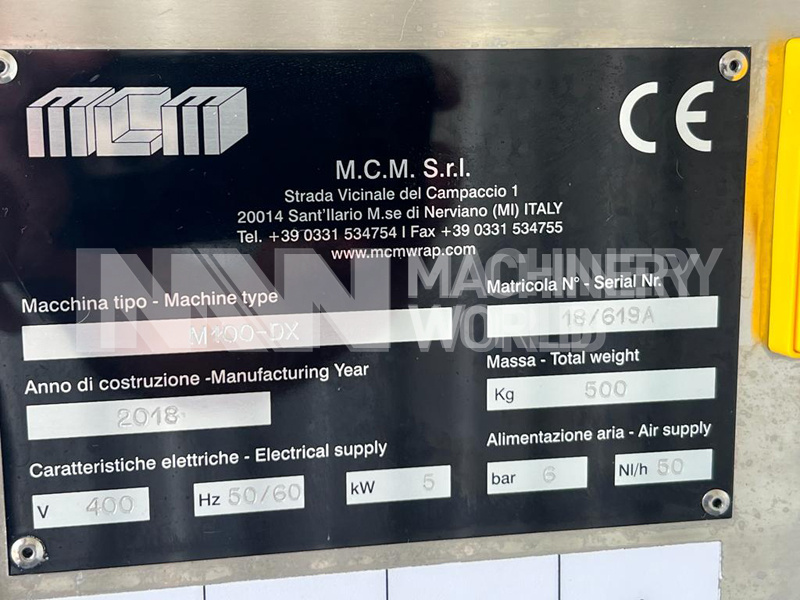 mcm
CE
M.C.M. S.r.l.
Strada Vicinale del Campaccio 1
20014 Sant'Ilario M.se di Nerviano (MI) ITALY
Tel. +39 0331 534754 I Fax +39 0331 534755
www.mcmwrap.com
MACHINERY
WORLD
Macchina tipo - Machine type
M100-DX
Matricola N° - Serial Nr.
18/619A
Anno di costruzione -Manufacturing Year
2018
Massa - Total weight
Kg 500
Caratteristiche elettriche - Electrical supply
V 400 Hz 50/60 kW 5
Alimentazione aria - Air supply
bar 6 Nl/h 50